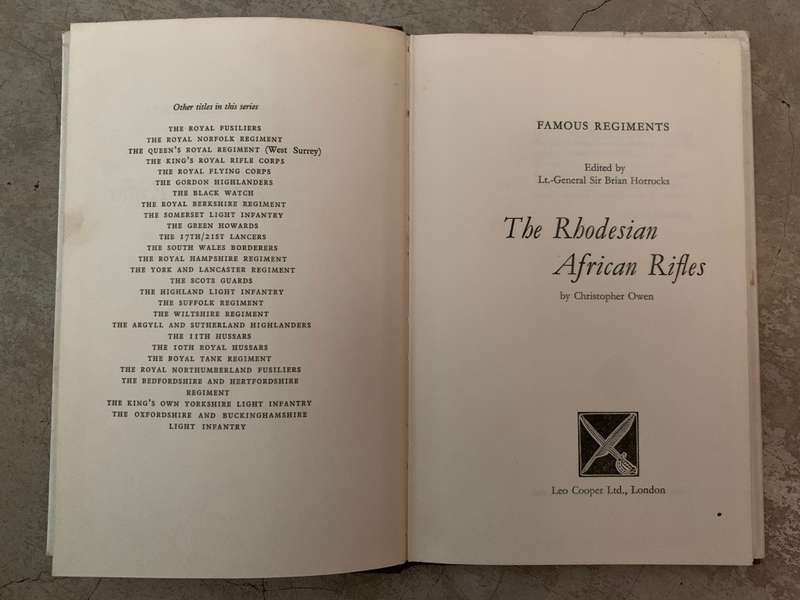 Other titles in this series
THE ROYAL FUSILIERS
THE ROYAL NORFOLK REGIMENT
THE QUEEN'S ROYAL REGIMENT (West Surrey)
THE KING'S ROYAL RIFLE CORPS
THE ROYAL FLYING CORPS
THE GORDON HIGHLANDERS
THE BLACK WATCH
THE ROYAL BERKSHIRE REGIMENT
THE SOMERSET LIGHT INFANTRY
THE GREEN HOWARDS
THE 17TH/21ST LANCERS
THE SOUTH WALES BORDERERS
THE ROYAL HAMPSHIRE REGIMENT
THE YORK AND LANCASTER REGIMENT
THE SCOTS GUARDS
THE HIGHLAND LIGHT INFANTRY
THE SUFFOLK REGIMENT
THE WILTSHIRE REGIMENT
THE ARGYLL AND SUTHERLAND HIGHLANDERS
THE 11TH HUSSARS
THE 10TH ROYAL HUSSARS
THE ROYAL TANK REGIMENT
THE ROYAL NORTHUMBERLAND FUSILIERS
THE BEDFORDSHIRE AND HERTFORDSHIRE
REGIMENT
THE KING'S OWN YORKSHIRE LIGHT INFANTRY
THE OXFORDSHIRE AND BUCKINGHAMSHIRE
LIGHT INFANTRY
FAMOUS REGIMENTS
Edited by
Lt.-General Sir Brian Horrocks
The Rhodesian
African Rifles
by Christopher Owen
Leo Cooper Ltd., London